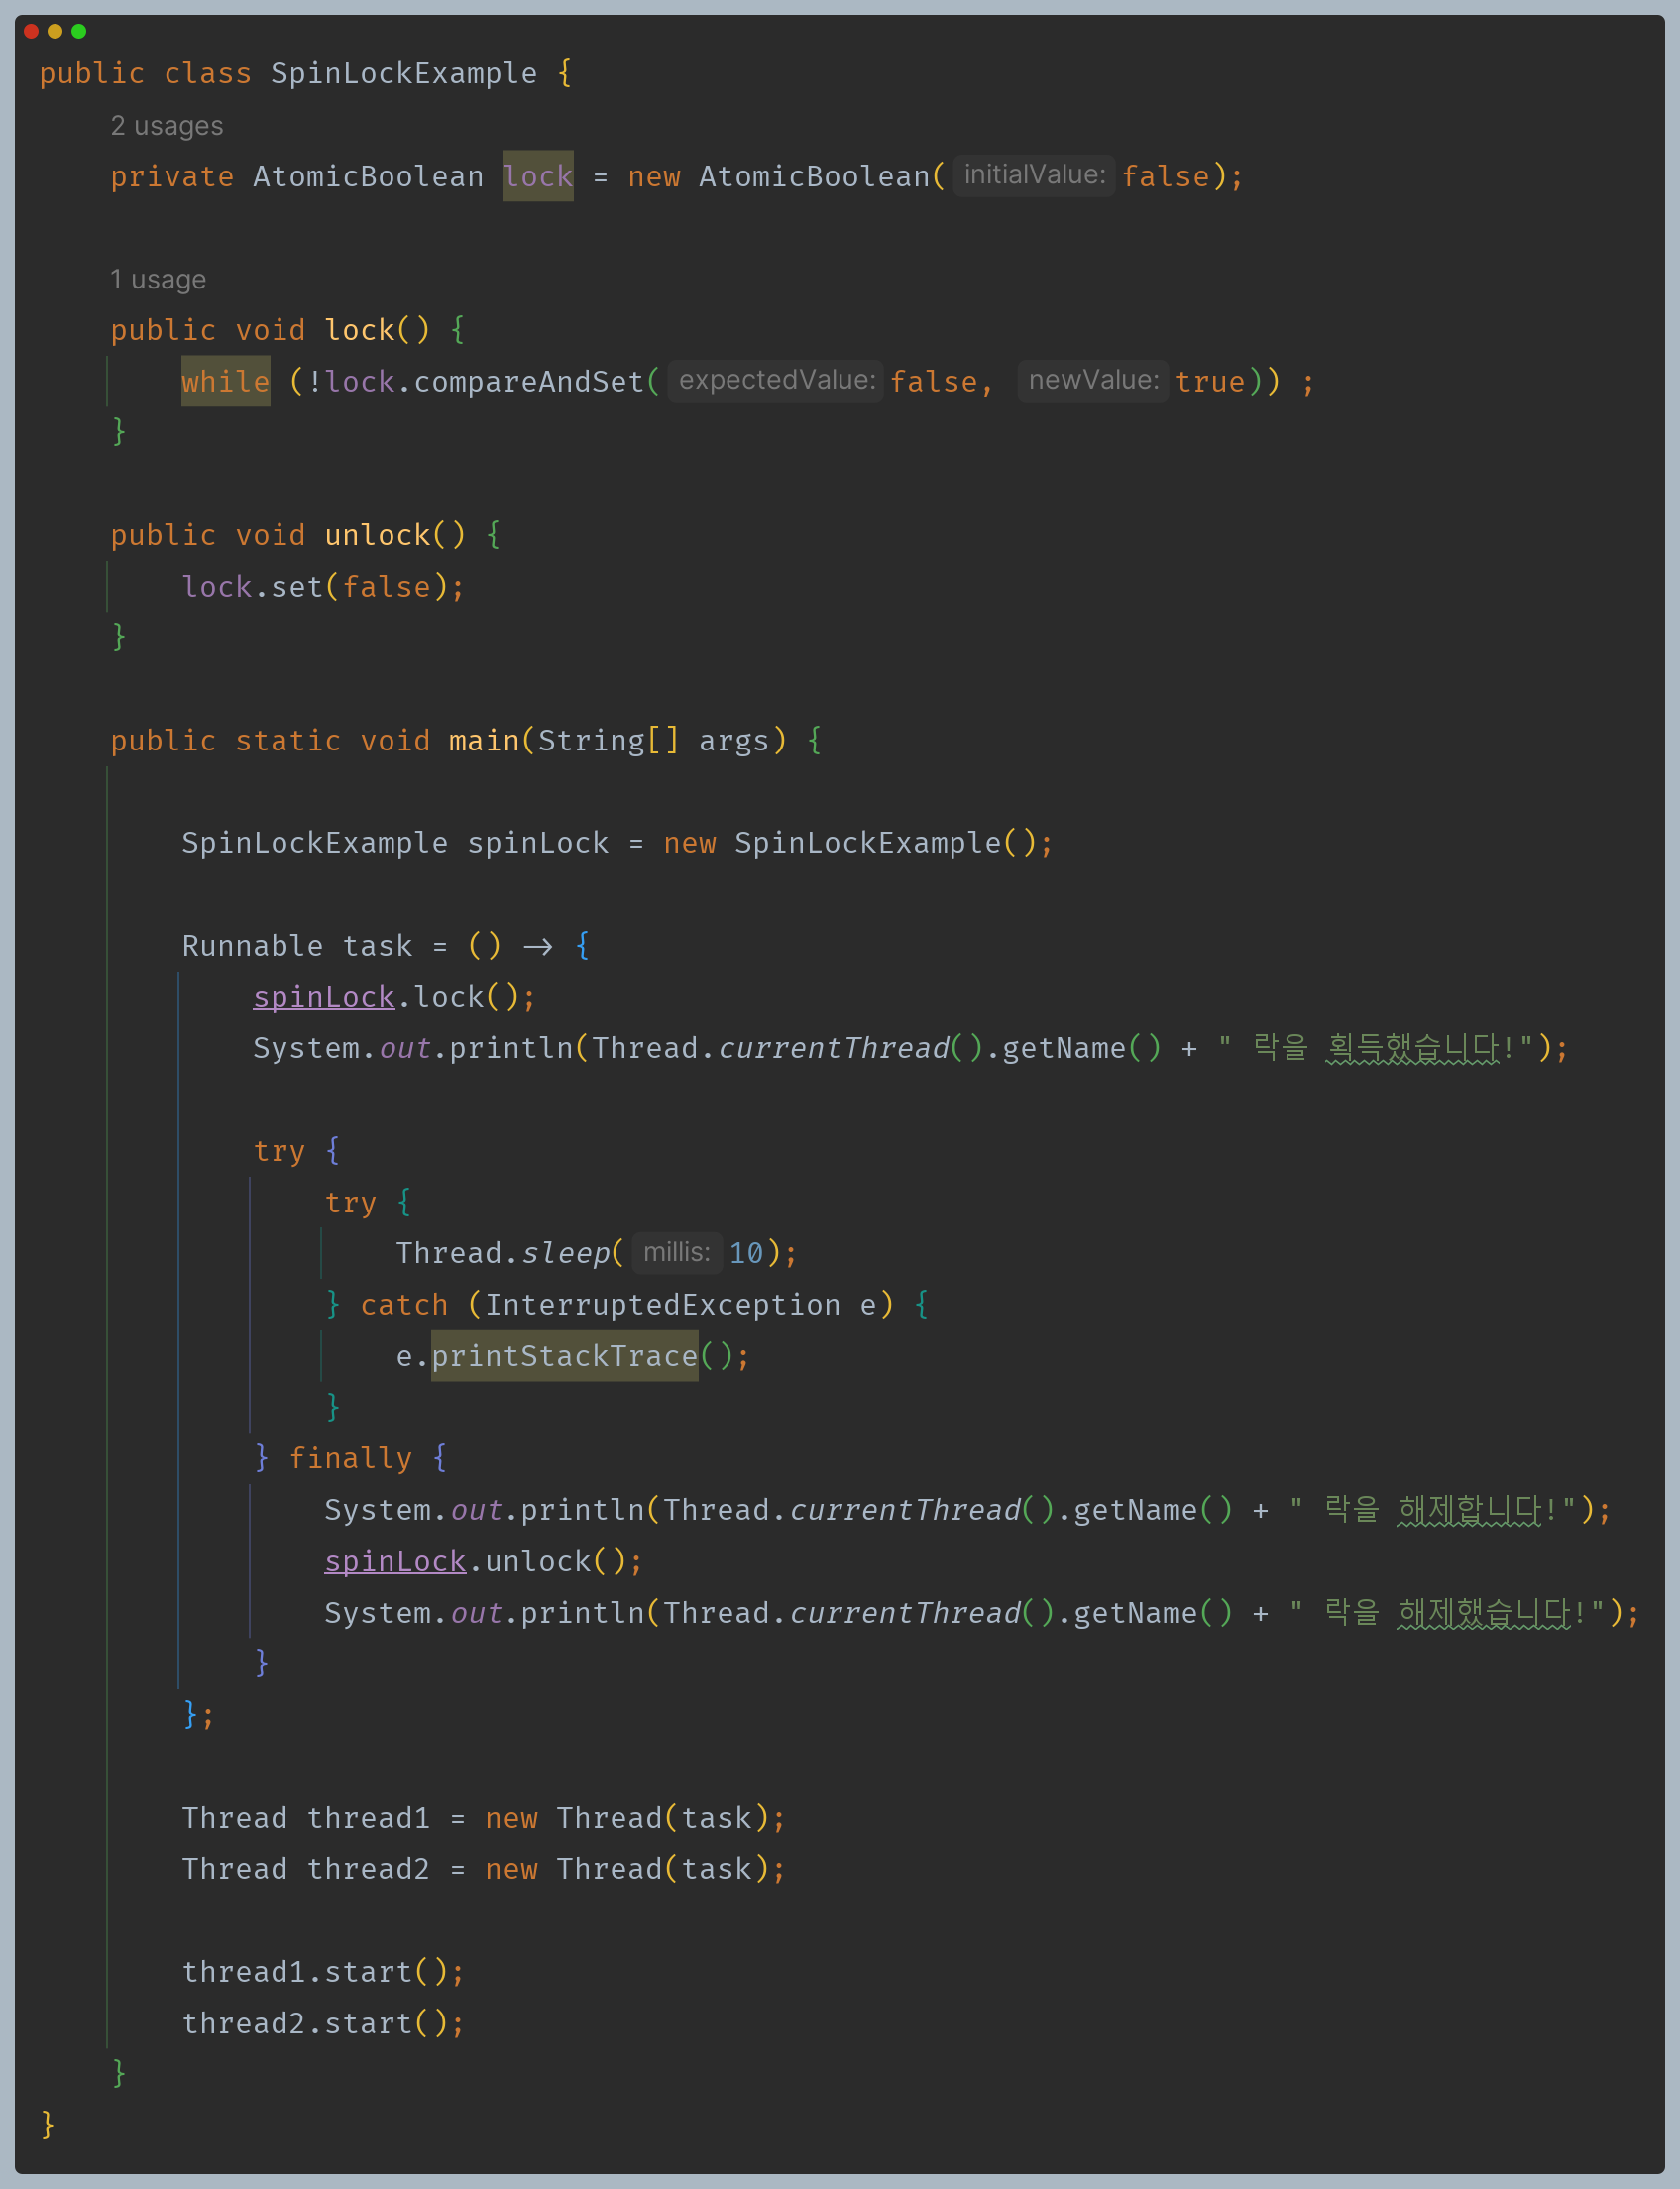 public class SpinLockExample {
2 usages
private AtomicBoolean lock = new AtomicBoolean( initialValue: false);
1 usage
public void lock() {
while (!lock.compareAndSet( expectedValue: false, newValue: true)) ;
}
public void unlock() {
lock.set(false);
}
public static void main(String[] args) {
SpinLockExample spinLock = new SpinLockExample();
Runnable task = () -> {
spinLock.lock();
System.out.println(Thread.currentThread().getName() + " 락을 획득했습니다!");
try {
try {
Thread.sleep( millis: 10);
} catch (InterruptedException e) {
e.printStackTrace();
}
} finally {
System.out.println(Thread.currentThread().getName() + " 락을 해제합니다!");
spinLock.unlock();
System.out.println(Thread.currentThread().getName() + " 락을 해제했습니다!");
}
};
Thread thread1 = new Thread(task);
Thread thread2 = new Thread(task);
thread1.start();
thread2.start();
}
}